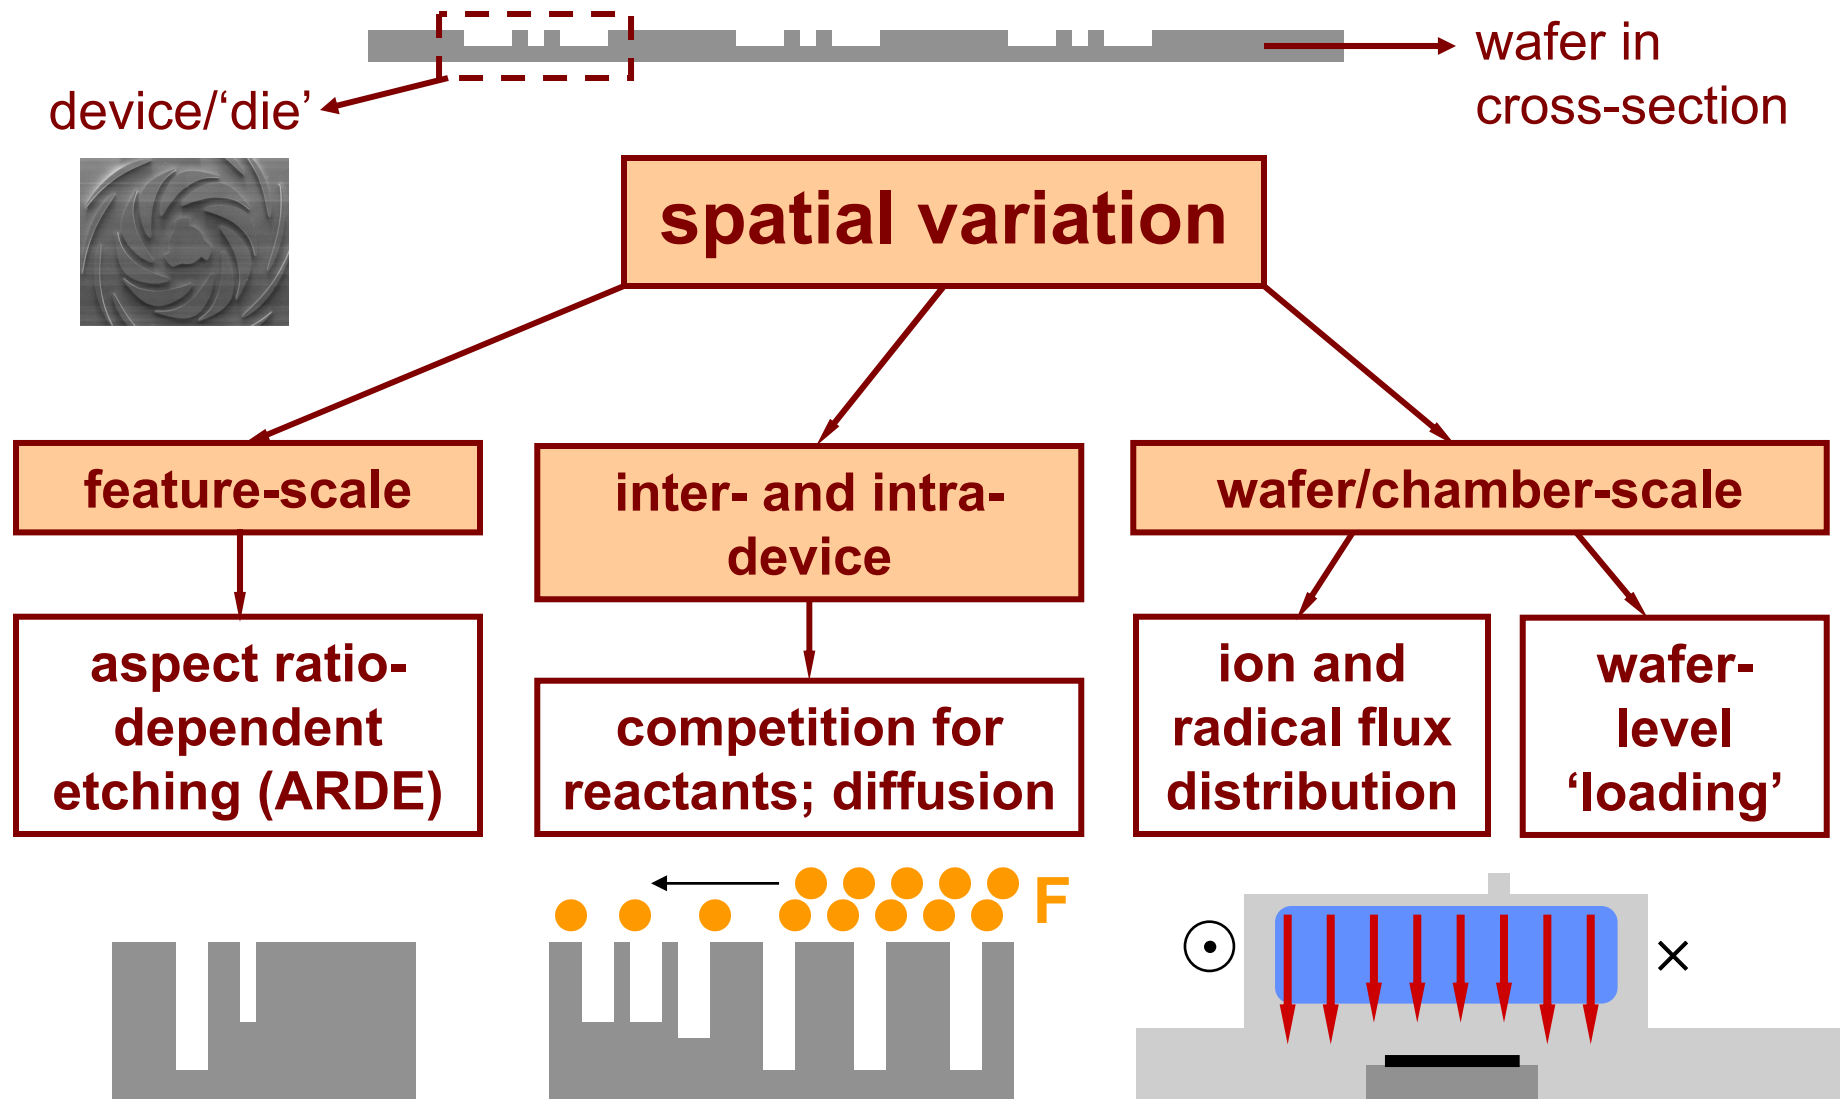 wafer in
cross-section
device/‘die’
spatial variation
feature-scale
inter- and intra-
device
wafer/chamber-scale
aspect ratio-
dependent
etching (ARDE)
competition for
reactants; diffusion
ion and
radical flux
distribution
wafer-
level
‘loading’
F